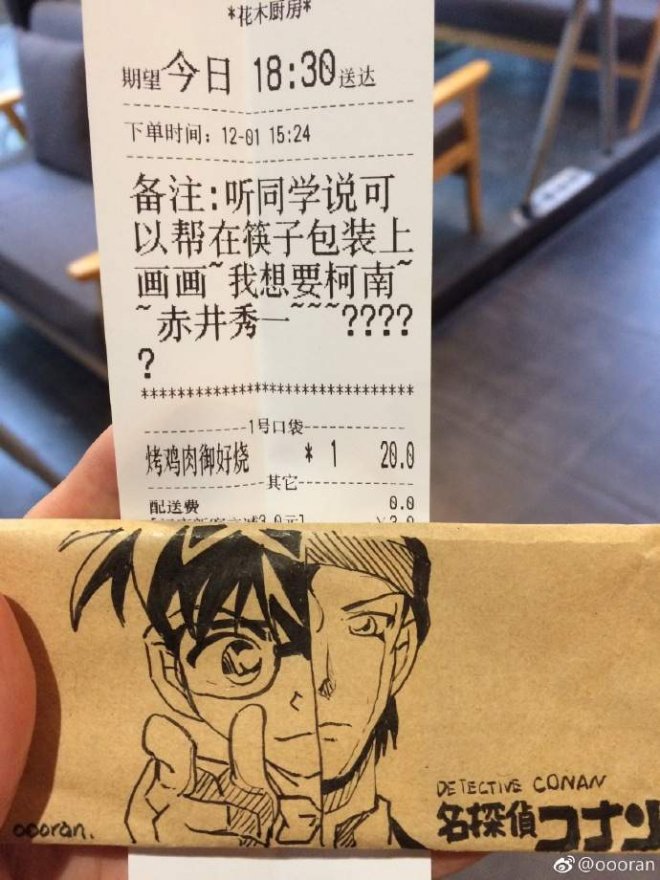 *花木厨房*
期望今日 18:30送达
下单时间: 12-01 15:24
备注:听同学说可
以帮在筷子包装上
画画~我想要柯南~
~赤井秀一~~~????
?
********************************
1号口袋
烤鸡肉御好烧 * 1 20.0
其它
配送费 0.0
DETECTIVE CONAN
名探偵コナン
oooran.
@oooran